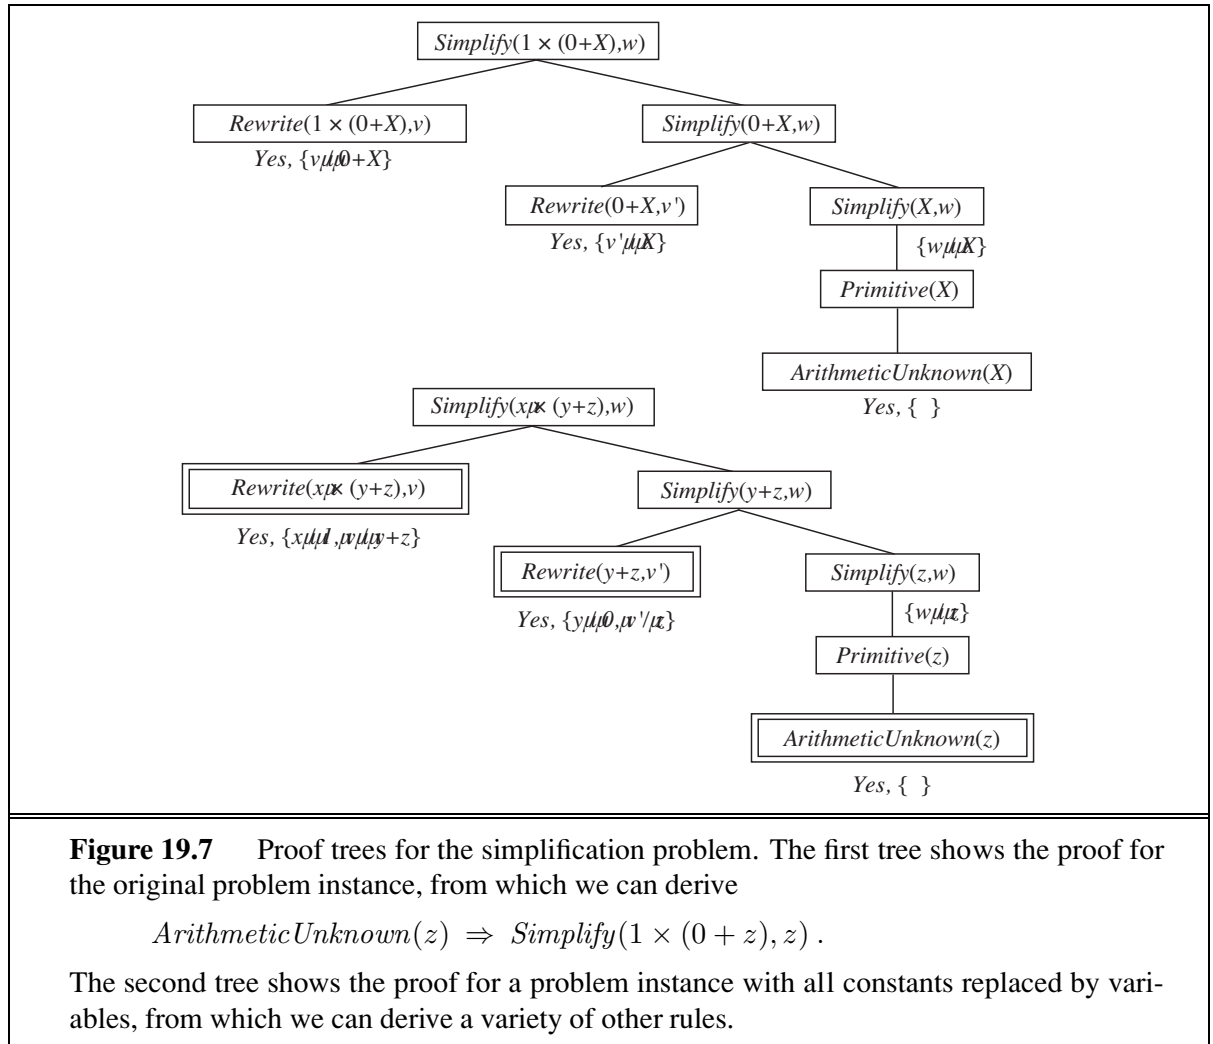 Simplify(1 × (0+X),w)
Rewrite(1 × (0+X),v)
Simplify(0+X,w)
Yes, {v/0+X}
Rewrite(0+X,v')
Simplify(X,w)
Yes, {v'/X}
{w/X}
Primitive(X)
ArithmeticUnknown(X)
Yes, { }
Simplify(x × (y+z),w)
Rewrite(x × (y+z),v)
Simplify(y+z,w)
Yes, {x/1, v/y+z}
Rewrite(y+z,v')
Simplify(z,w)
Yes, {y/0, v'/z}
{w/z}
Primitive(z)
ArithmeticUnknown(z)
Yes, { }
Figure 19.7 Proof trees for the simplification problem. The first tree shows the proof for
the original problem instance, from which we can derive
ArithmeticUnknown(z) ⇒ Simplify(1 × (0 + z), z) .
The second tree shows the proof for a problem instance with all constants replaced by vari-
ables, from which we can derive a variety of other rules.